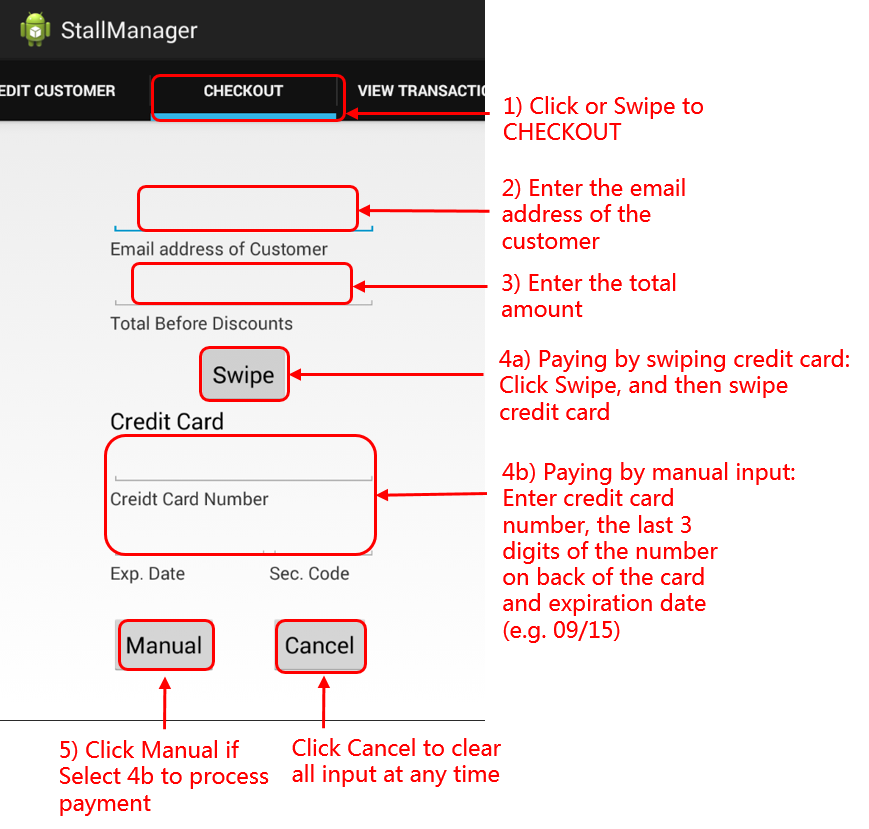 StallManager
EDIT CUSTOMER
CHECKOUT
VIEW TRANSACTIO
1) Click or Swipe to
CHECKOUT
2) Enter the email
address of the
customer
Email address of Customer
3) Enter the total
amount
Total Before Discounts
4a) Paying by swiping credit card:
Click Swipe, and then swipe
credit card
Swipe
Credit Card
4b) Paying by manual input:
Enter credit card
number, the last 3
digits of the number
on back of the card
and expiration date
(e.g. 09/15)
Creidt Card Number
Exp. Date
Sec. Code
Manual
Cancel
5) Click Manual if
Select 4b to process
payment
Click Cancel to clear
all input at any time